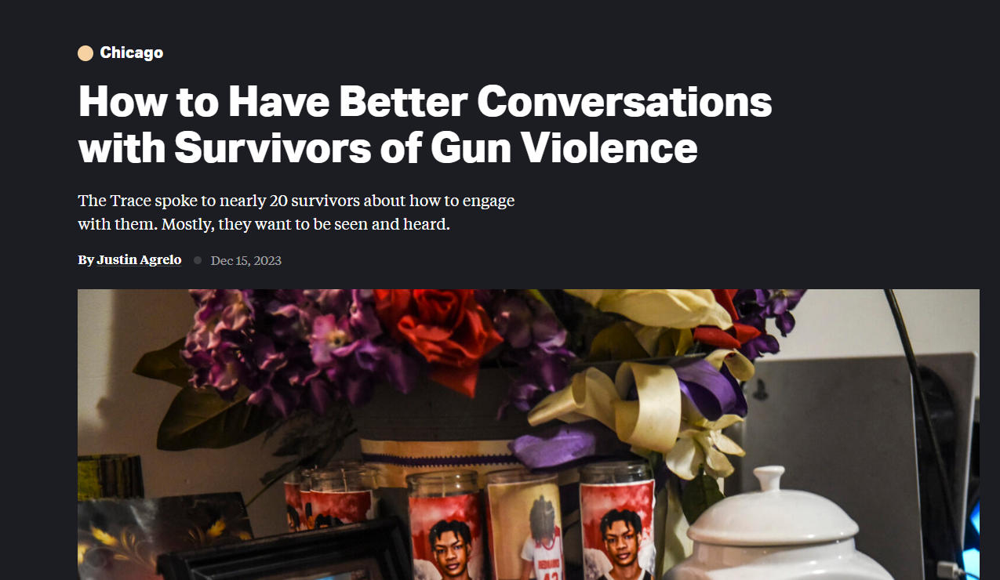 Chicago
How to Have Better Conversations
with Survivors of Gun Violence
The Trace spoke to nearly 20 survivors about how to engage
with them. Mostly, they want to be seen and heard.
By Justin Agrelo Dec 15, 2023